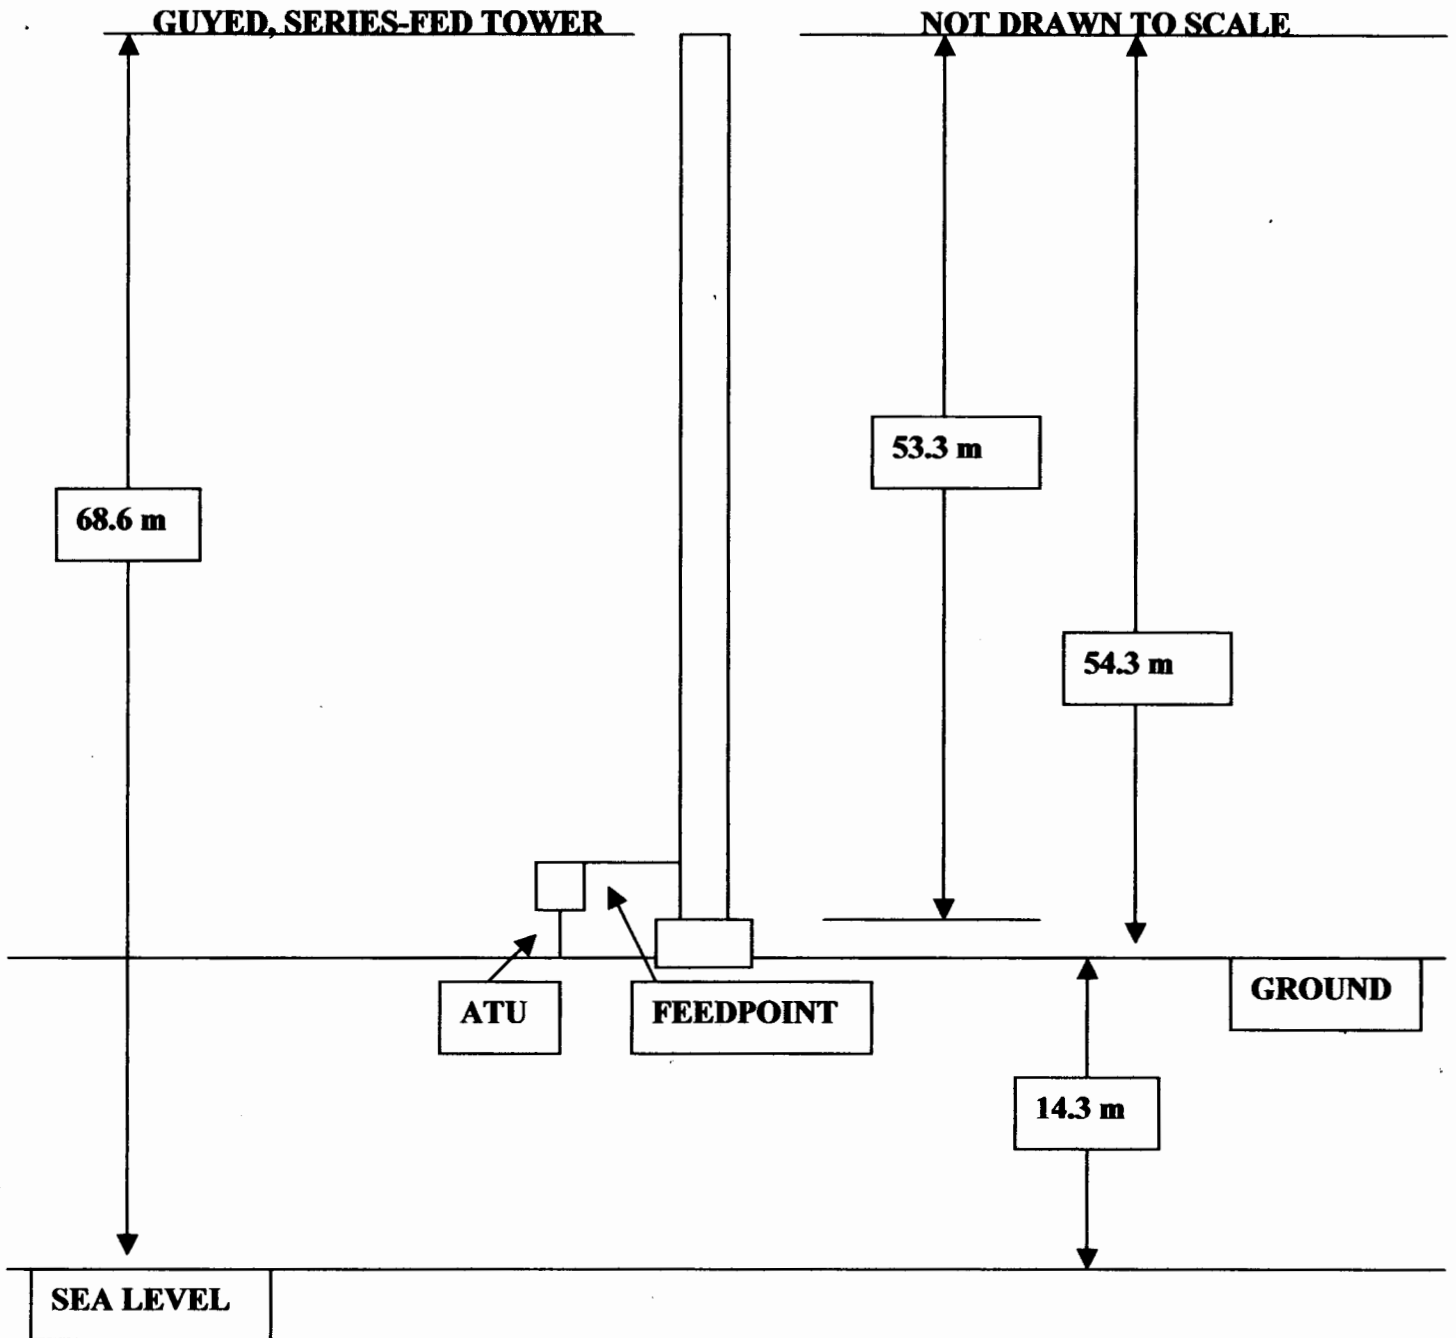 GUYED, SERIES-FED TOWER
NOT DRAWN TO SCALE
53.3 m
68.6 m
54.3 m
ATU
FEEDPOINT
GROUND
14.3 m
SEA LEVEL